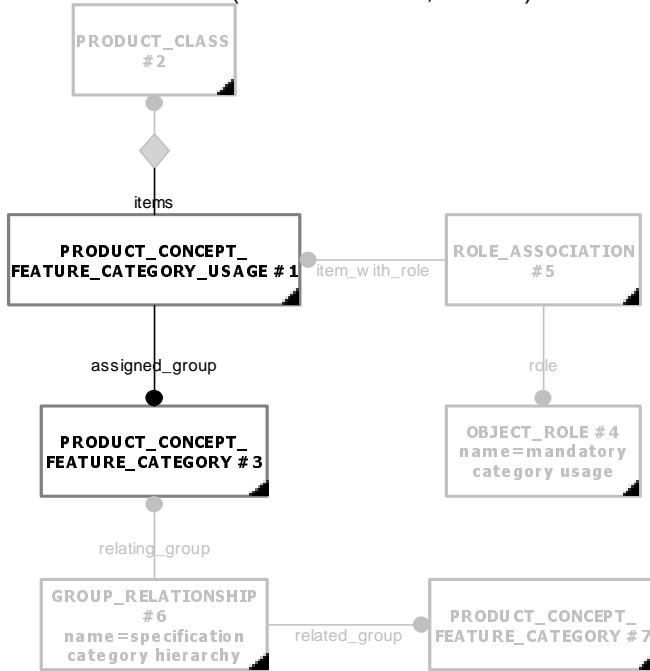 PRODUCT_CLASS
#2
items
PRODUCT_CONCEPT_
FEATURE_CATEGORY_USAGE #1
item_with_role
ROLE_ASSOCIATION
#5
assigned_group
role
PRODUCT_CONCEPT_
FEATURE_CATEGORY #3
OBJECT_ROLE #4
name=mandatory
category usage
relating_group
GROUP_RELATIONSHIP
#6
name=specification
category hierarchy
related_group
PRODUCT_CONCEPT_
FEATURE_CATEGORY #7